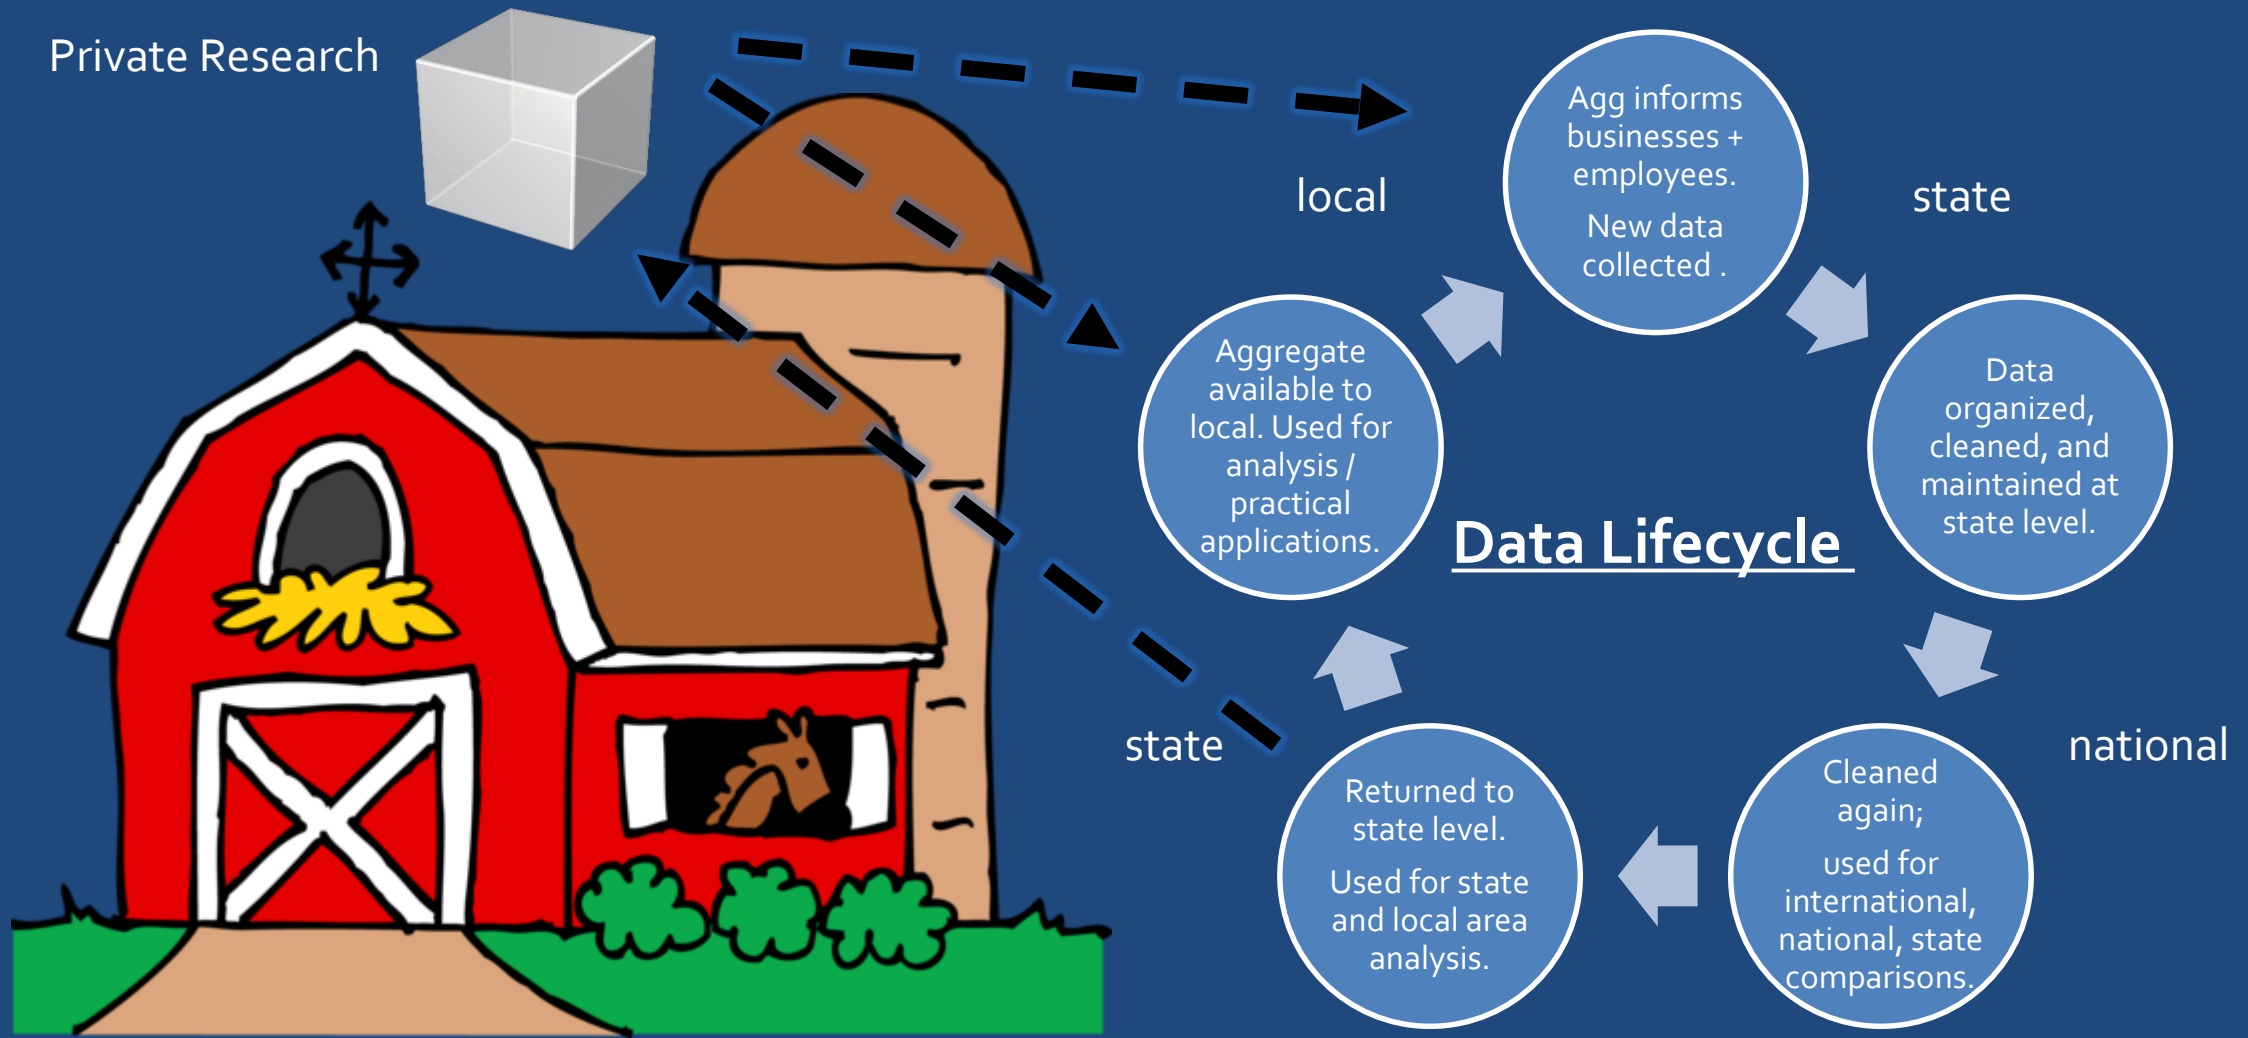 Private Research
local
state
Agg informs
businesses +
employees.
New data
collected .
Data
organized,
cleaned, and
maintained at
state level.
national
Cleaned
again;
used for
international,
national, state
comparisons.
state
Returned to
state level.
Used for state
and local area
analysis.
Aggregate
available to
local. Used for
analysis /
practical
applications.
Data Lifecycle